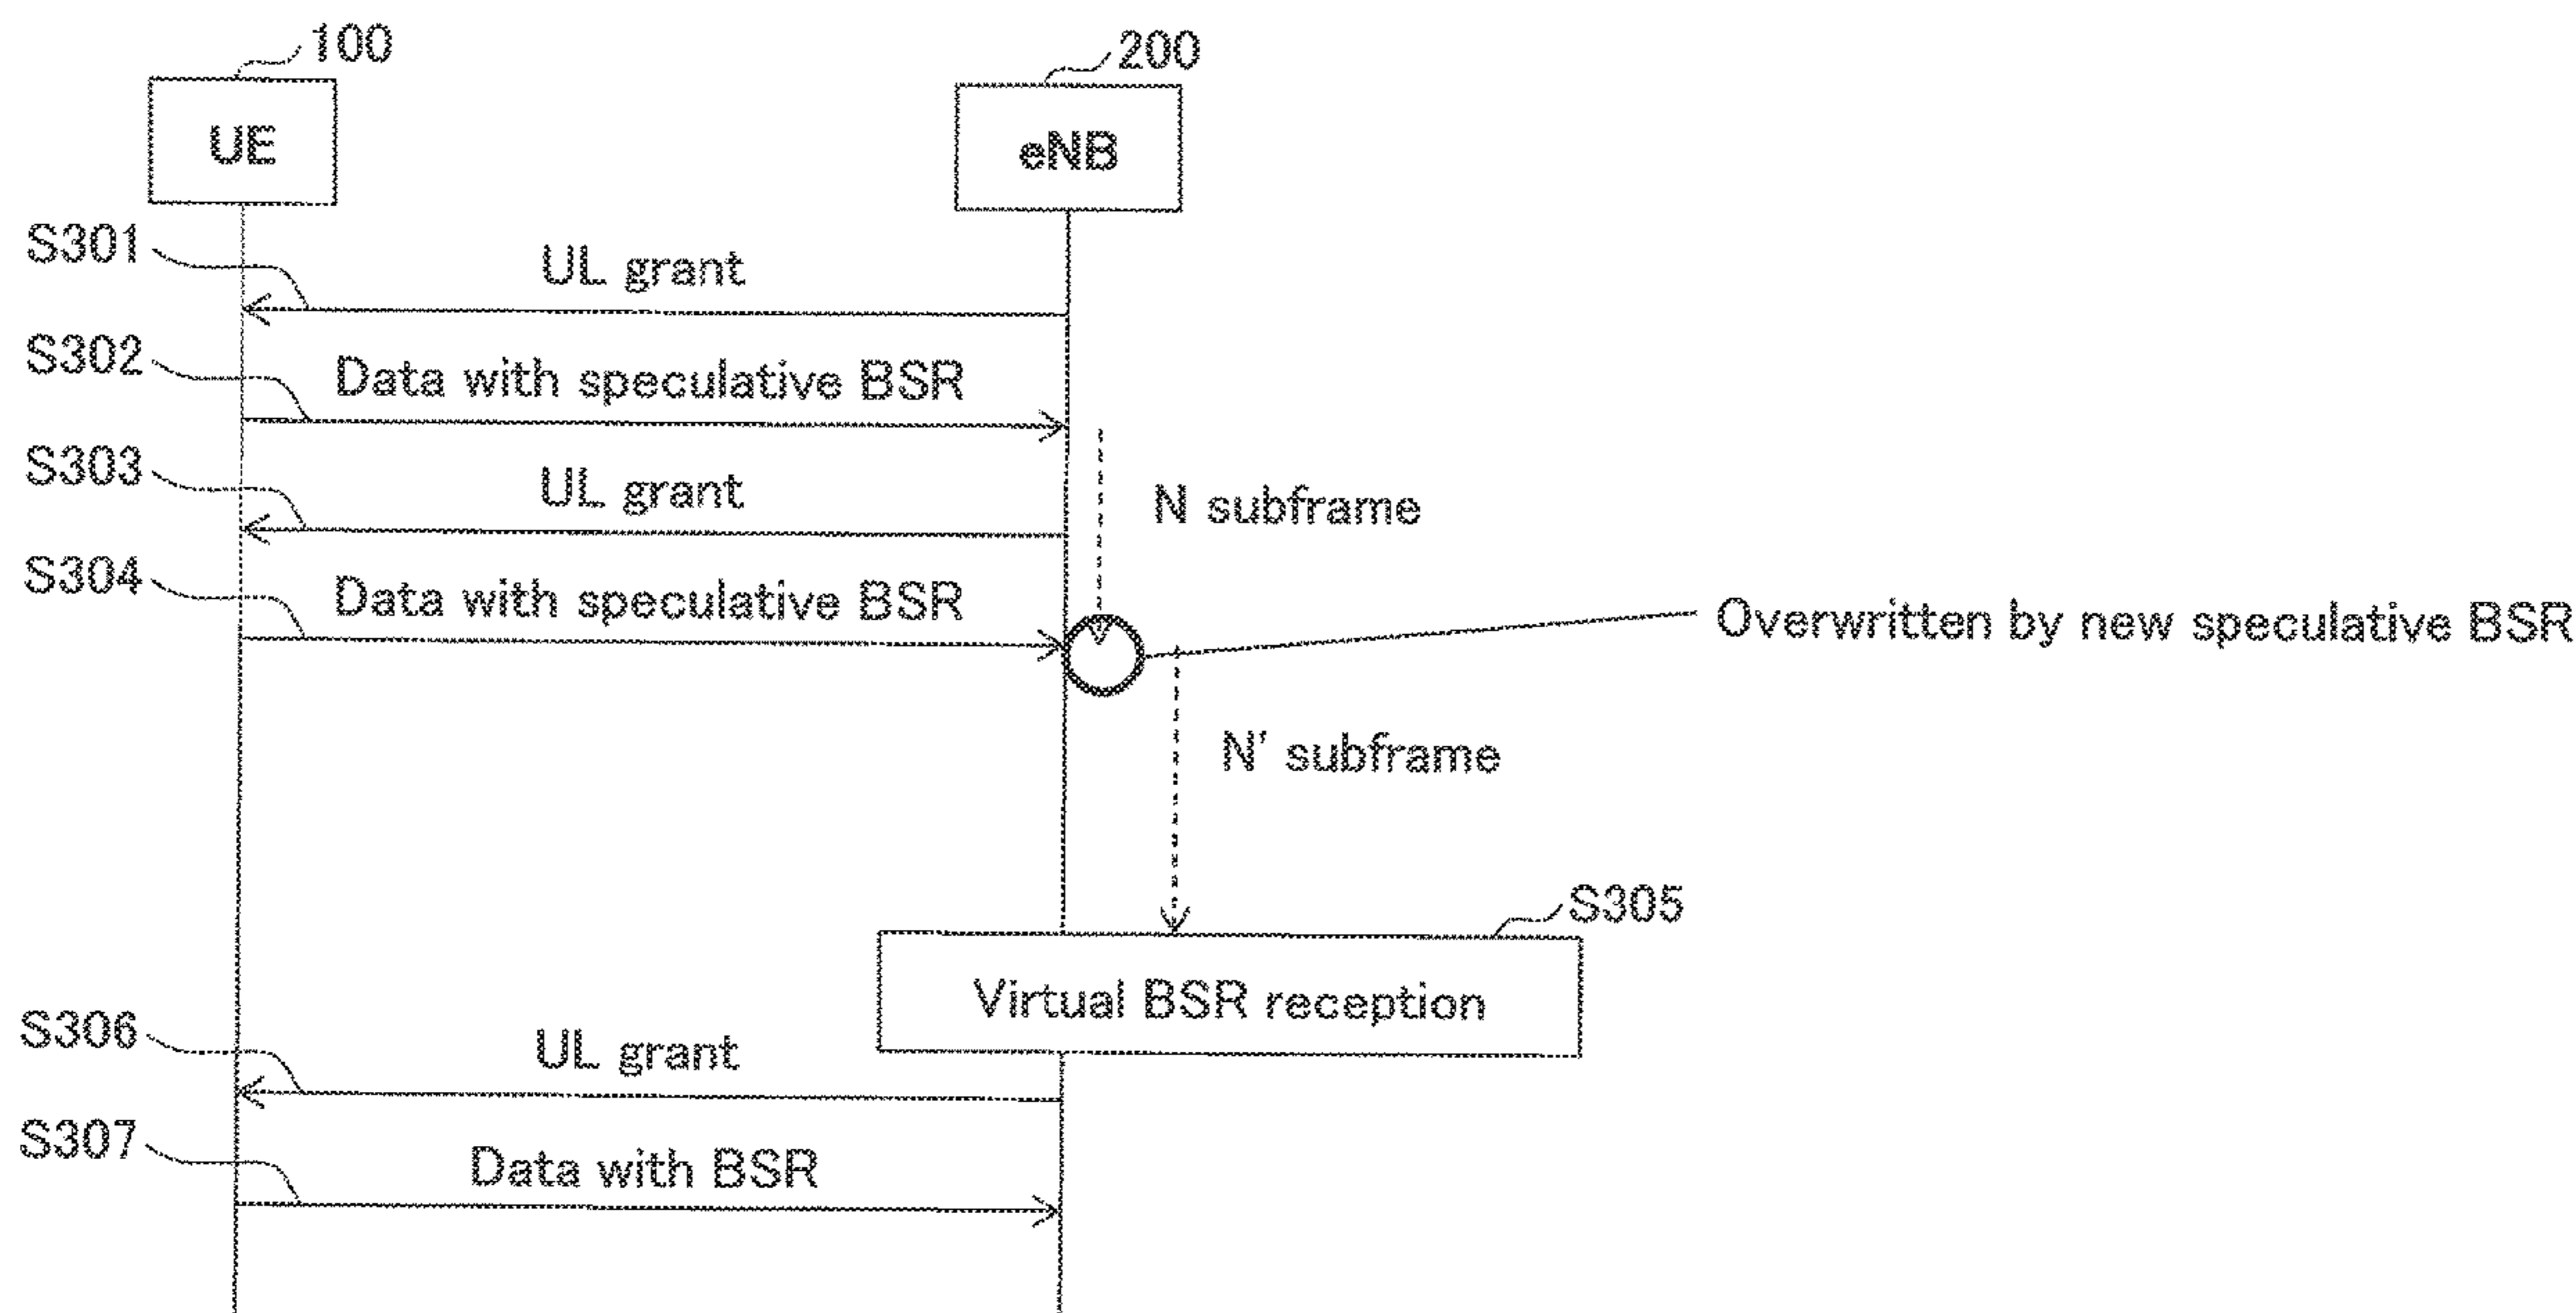 100
200
UE
eNB
S301
UL grant
S302
Data with speculative BSR
S303
UL grant
N subframe
S304
Data with speculative BSR
Overwritten by new speculative BSR
N' subframe
S305
Virtual BSR reception
S306
UL grant
S307
Data with BSR